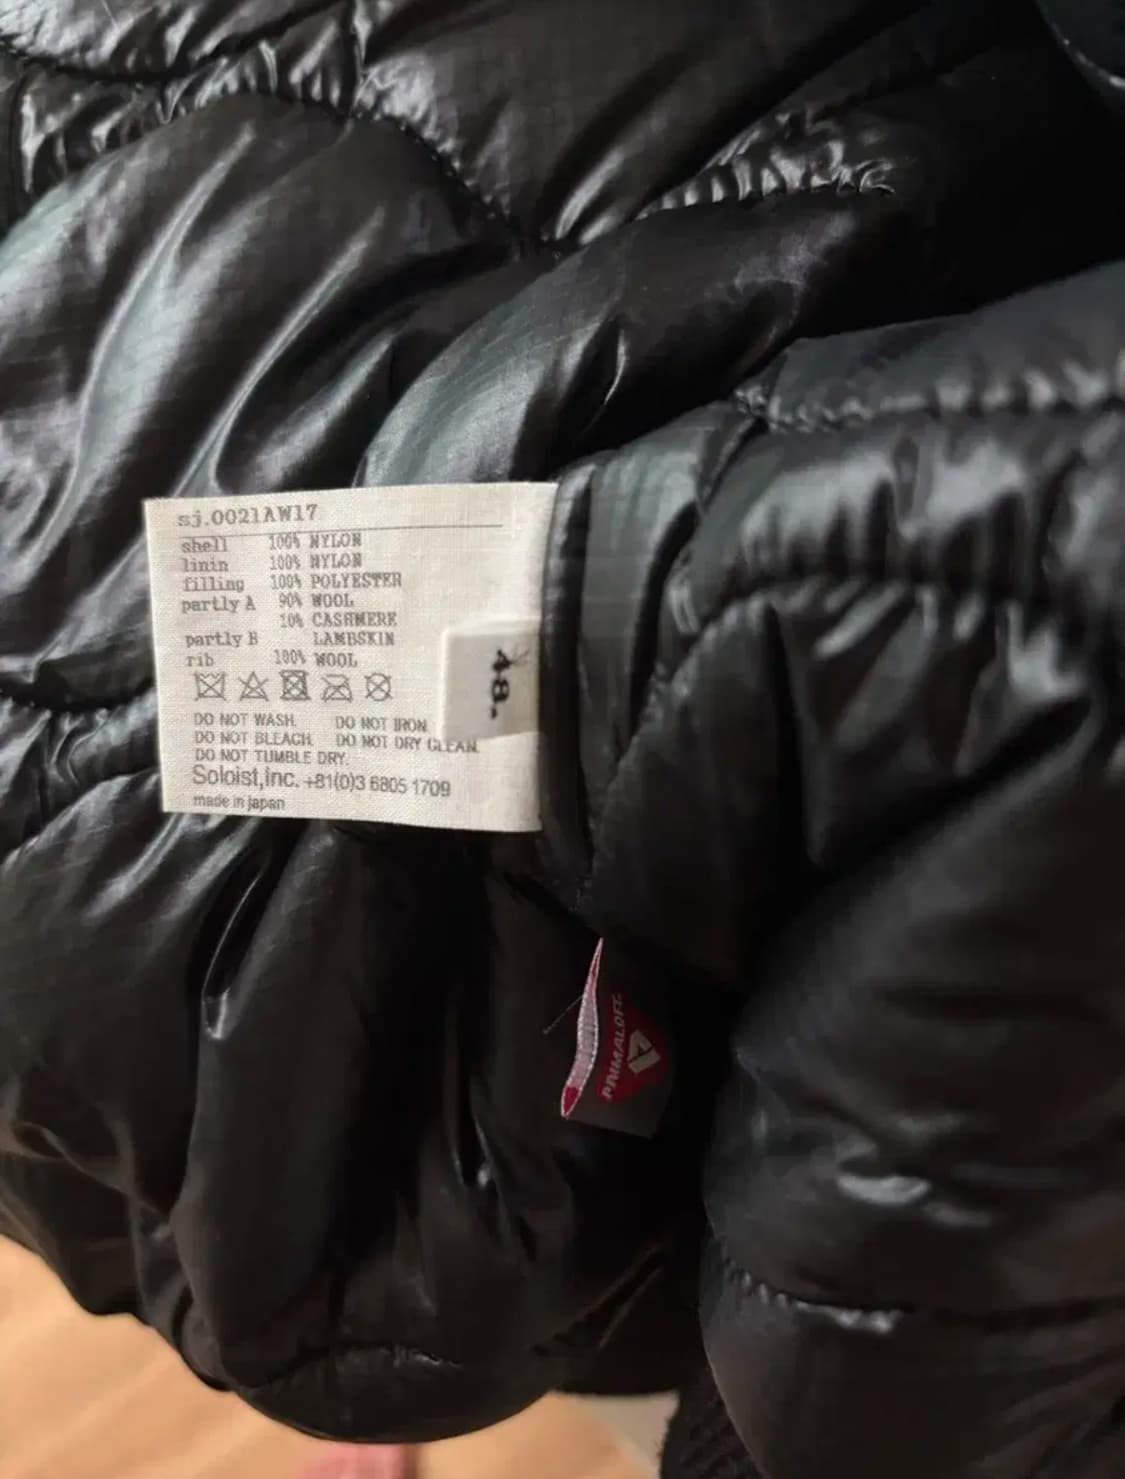 sj.0021AW17
shell 100% NYLON
linin 100% NYLON
filling 100% POLYESTER
partly A 90% WOOL
10% CASHMERE
partly B LAMBSKIN
rib 100% WOOL
48.
DO NOT WASH. DO NOT IRON.
DO NOT BLEACH. DO NOT DRY CLEAN.
DO NOT TUMBLE DRY.
Soloist,inc. +81(0)3 6805 1709
made in japan
PRIMALOFT